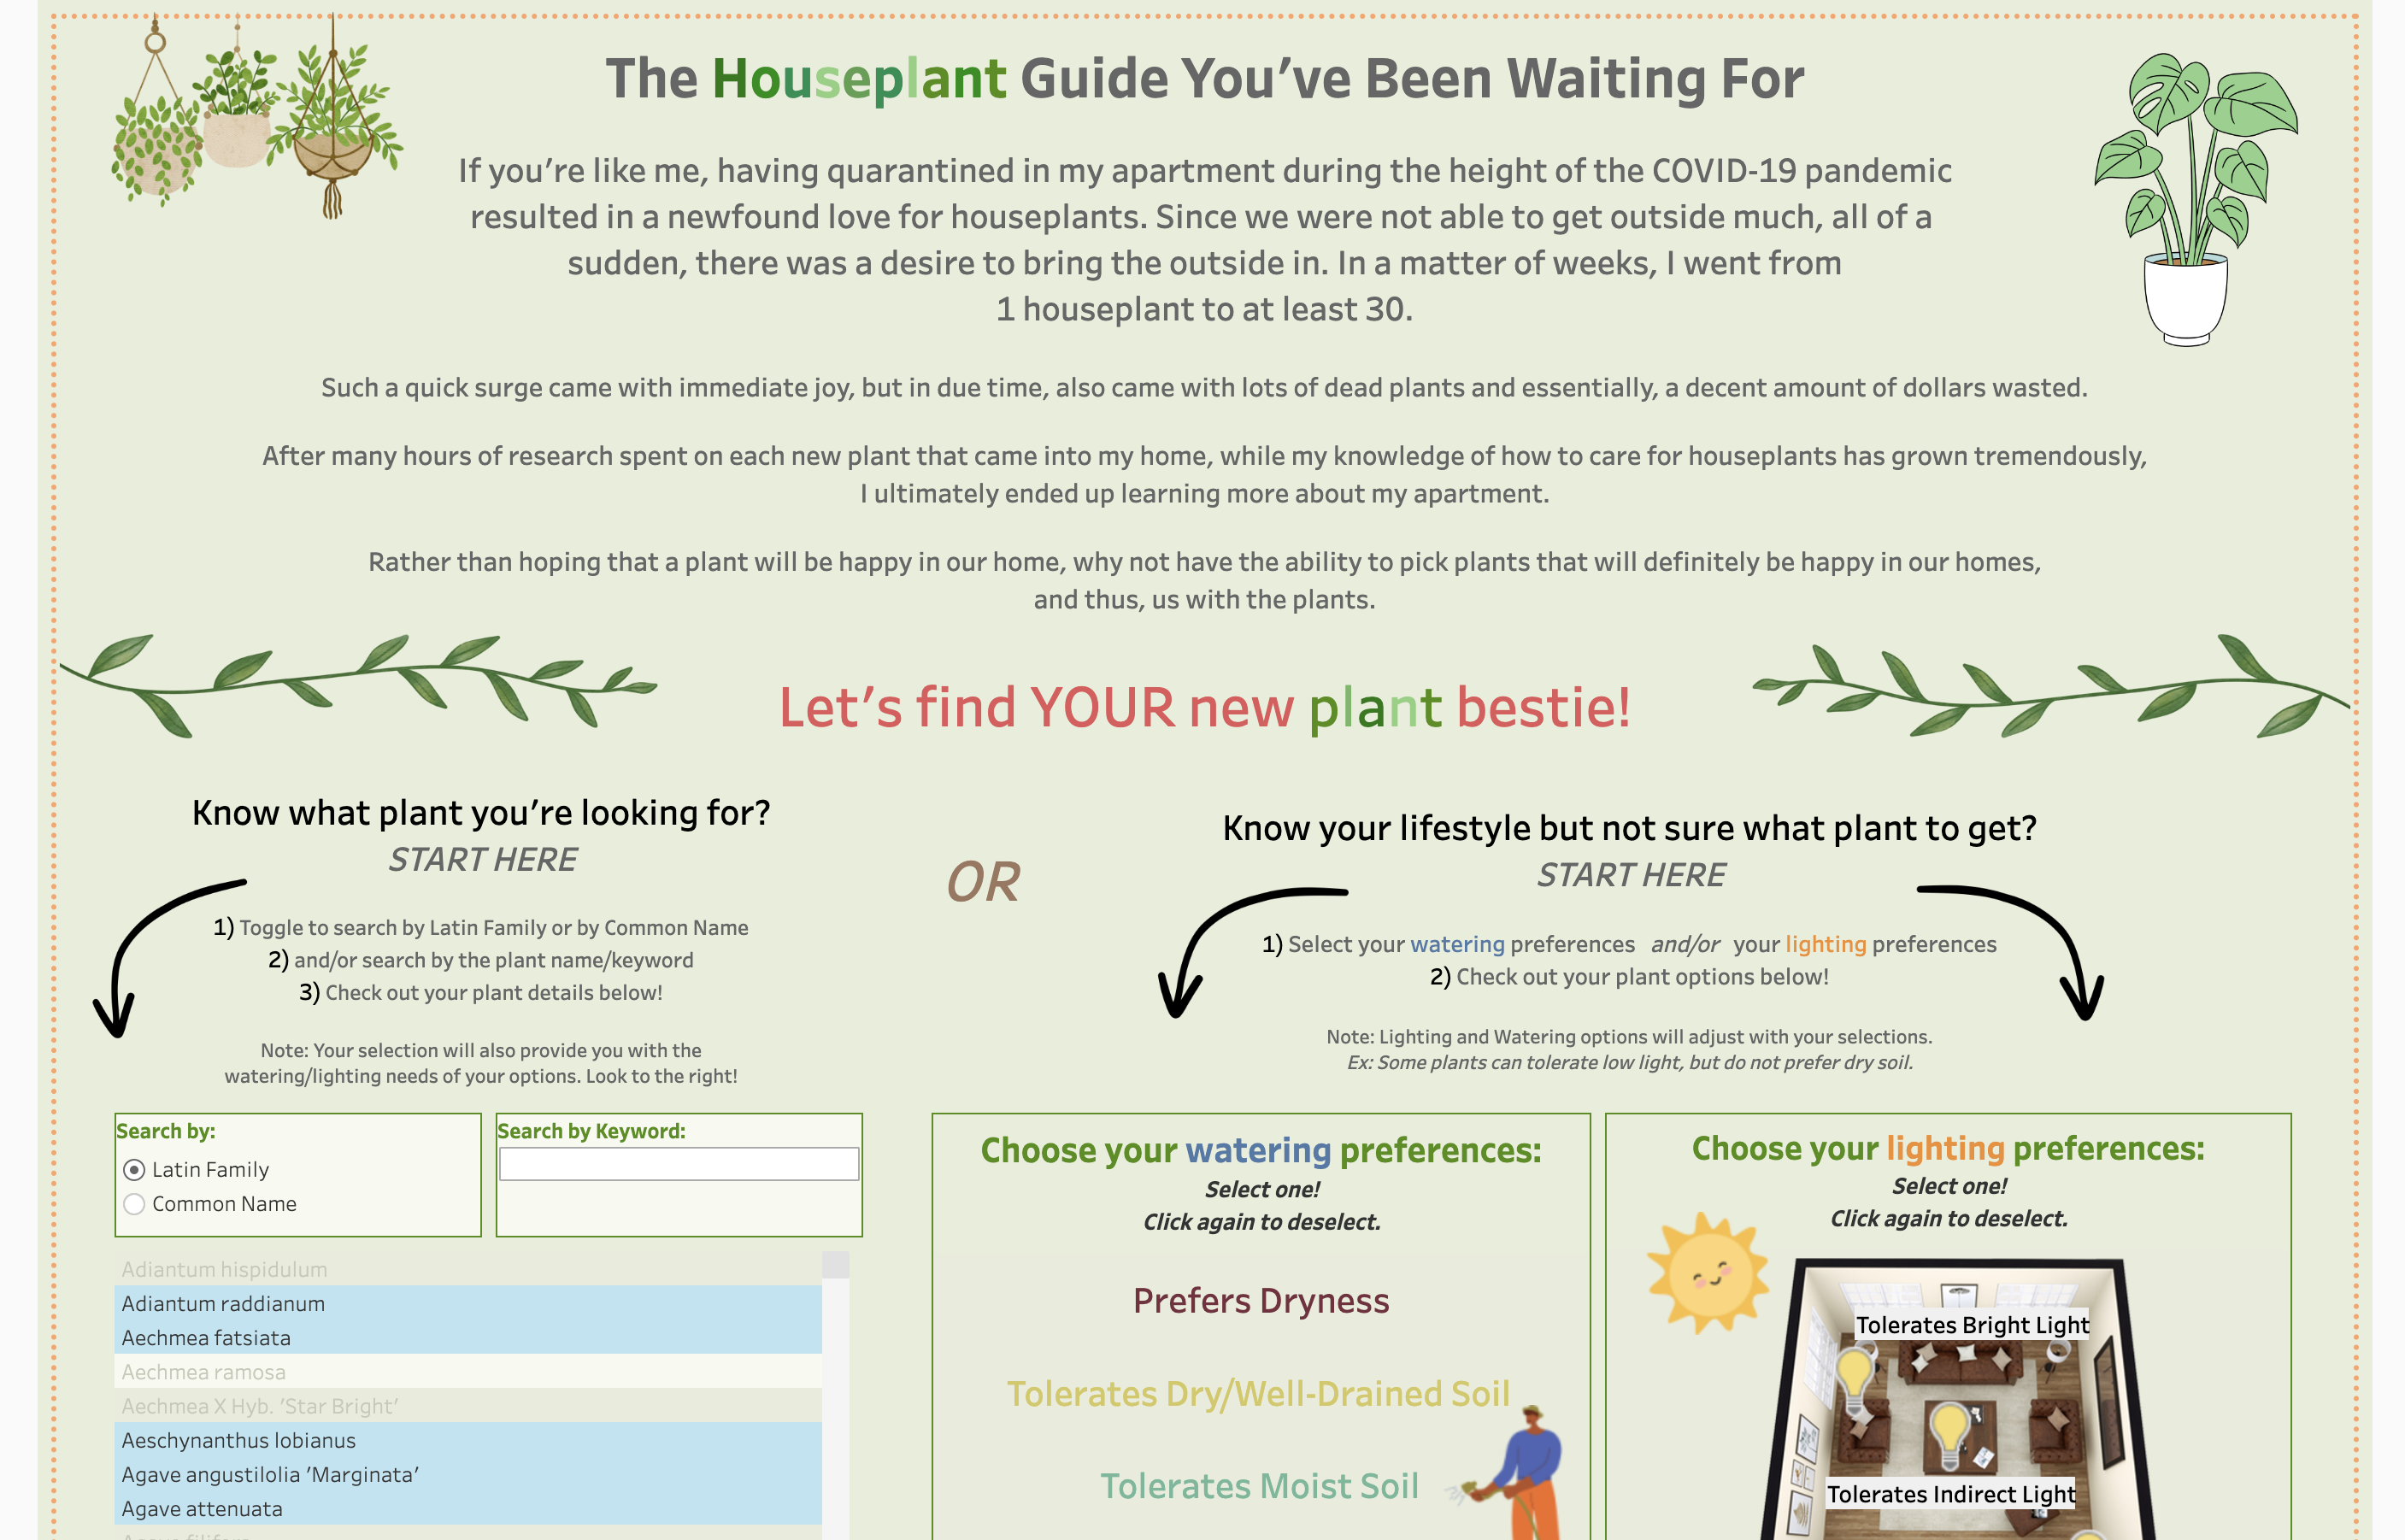 The Houseplant Guide You’ve Been Waiting For
If you’re like me, having quarantined in my apartment during the height of the COVID-19 pandemic
resulted in a newfound love for houseplants. Since we were not able to get outside much, all of a
sudden, there was a desire to bring the outside in. In a matter of weeks, I went from
1 houseplant to at least 30.
Such a quick surge came with immediate joy, but in due time, also came with lots of dead plants and essentially, a decent amount of dollars wasted.
After many hours of research spent on each new plant that came into my home, while my knowledge of how to care for houseplants has grown tremendously,
I ultimately ended up learning more about my apartment.
Rather than hoping that a plant will be happy in our home, why not have the ability to pick plants that will definitely be happy in our homes,
and thus, us with the plants.
Let’s find YOUR new plant bestie!
Know what plant you’re looking for?
START HERE
1) Toggle to search by Latin Family or by Common Name
2) and/or search by the plant name/keyword
3) Check out your plant details below!
Note: Your selection will also provide you with the
watering/lighting needs of your options. Look to the right!
OR
Know your lifestyle but not sure what plant to get?
START HERE
1) Select your watering preferences and/or your lighting preferences
2) Check out your plant options below!
Note: Lighting and Watering options will adjust with your selections.
Ex: Some plants can tolerate low light, but do not prefer dry soil.
Search by:
Latin Family
Common Name
Search by Keyword:
Adiantum hispidulum
Adiantum raddianum
Aechmea fatsiata
Aechmea ramosa
Aechmea X Hyb. ’Star Bright’
Aeschynanthus lobianus
Agave angustilolia ’Marginata’
Agave attenuata
Agave filifera
Choose your watering preferences:
Select one!
Click again to deselect.
Prefers Dryness
Tolerates Dry/Well-Drained Soil
Tolerates Moist Soil
Choose your lighting preferences:
Select one!
Click again to deselect.
Tolerates Bright Light
Tolerates Indirect Light